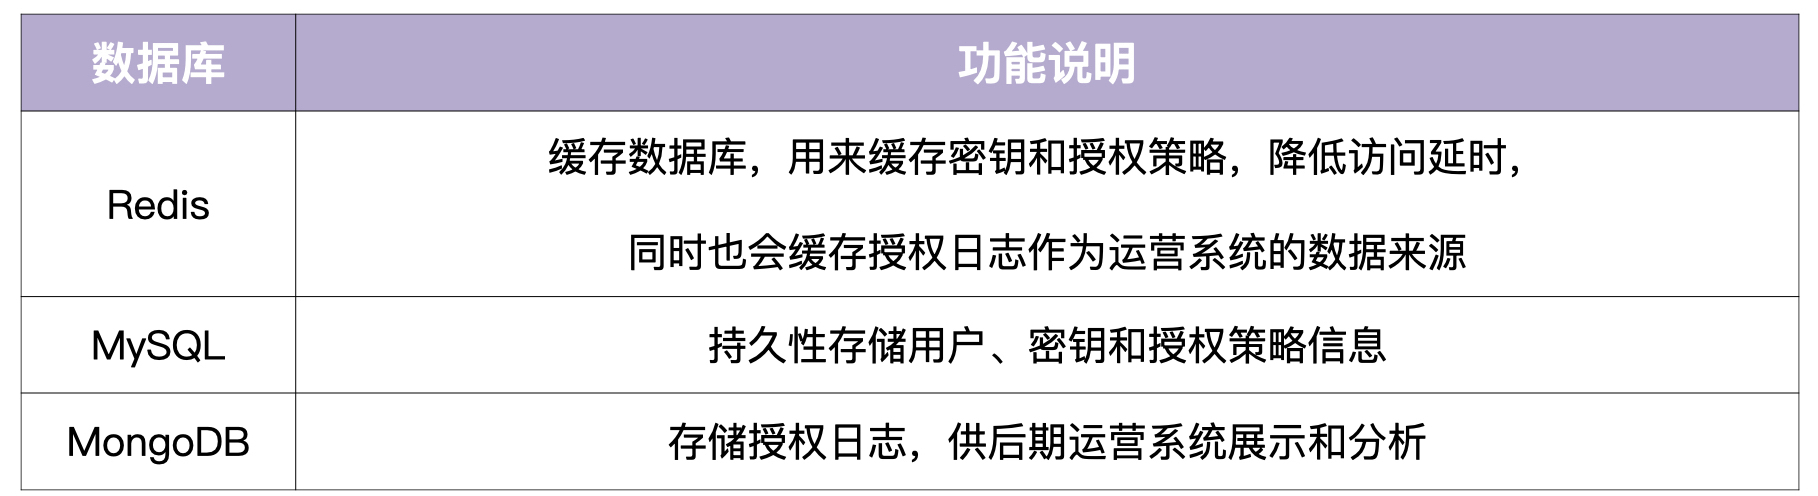 数据库 功能说明
Redis
缓存数据库，用来缓存密钥和授权策略，降低访问延时，
同时也会缓存授权日志作为运营系统的数据来源
MySQL 持久性存储用户、密钥和授权策略信息
MongoDB 存储授权日志，供后期运营系统展示和分析